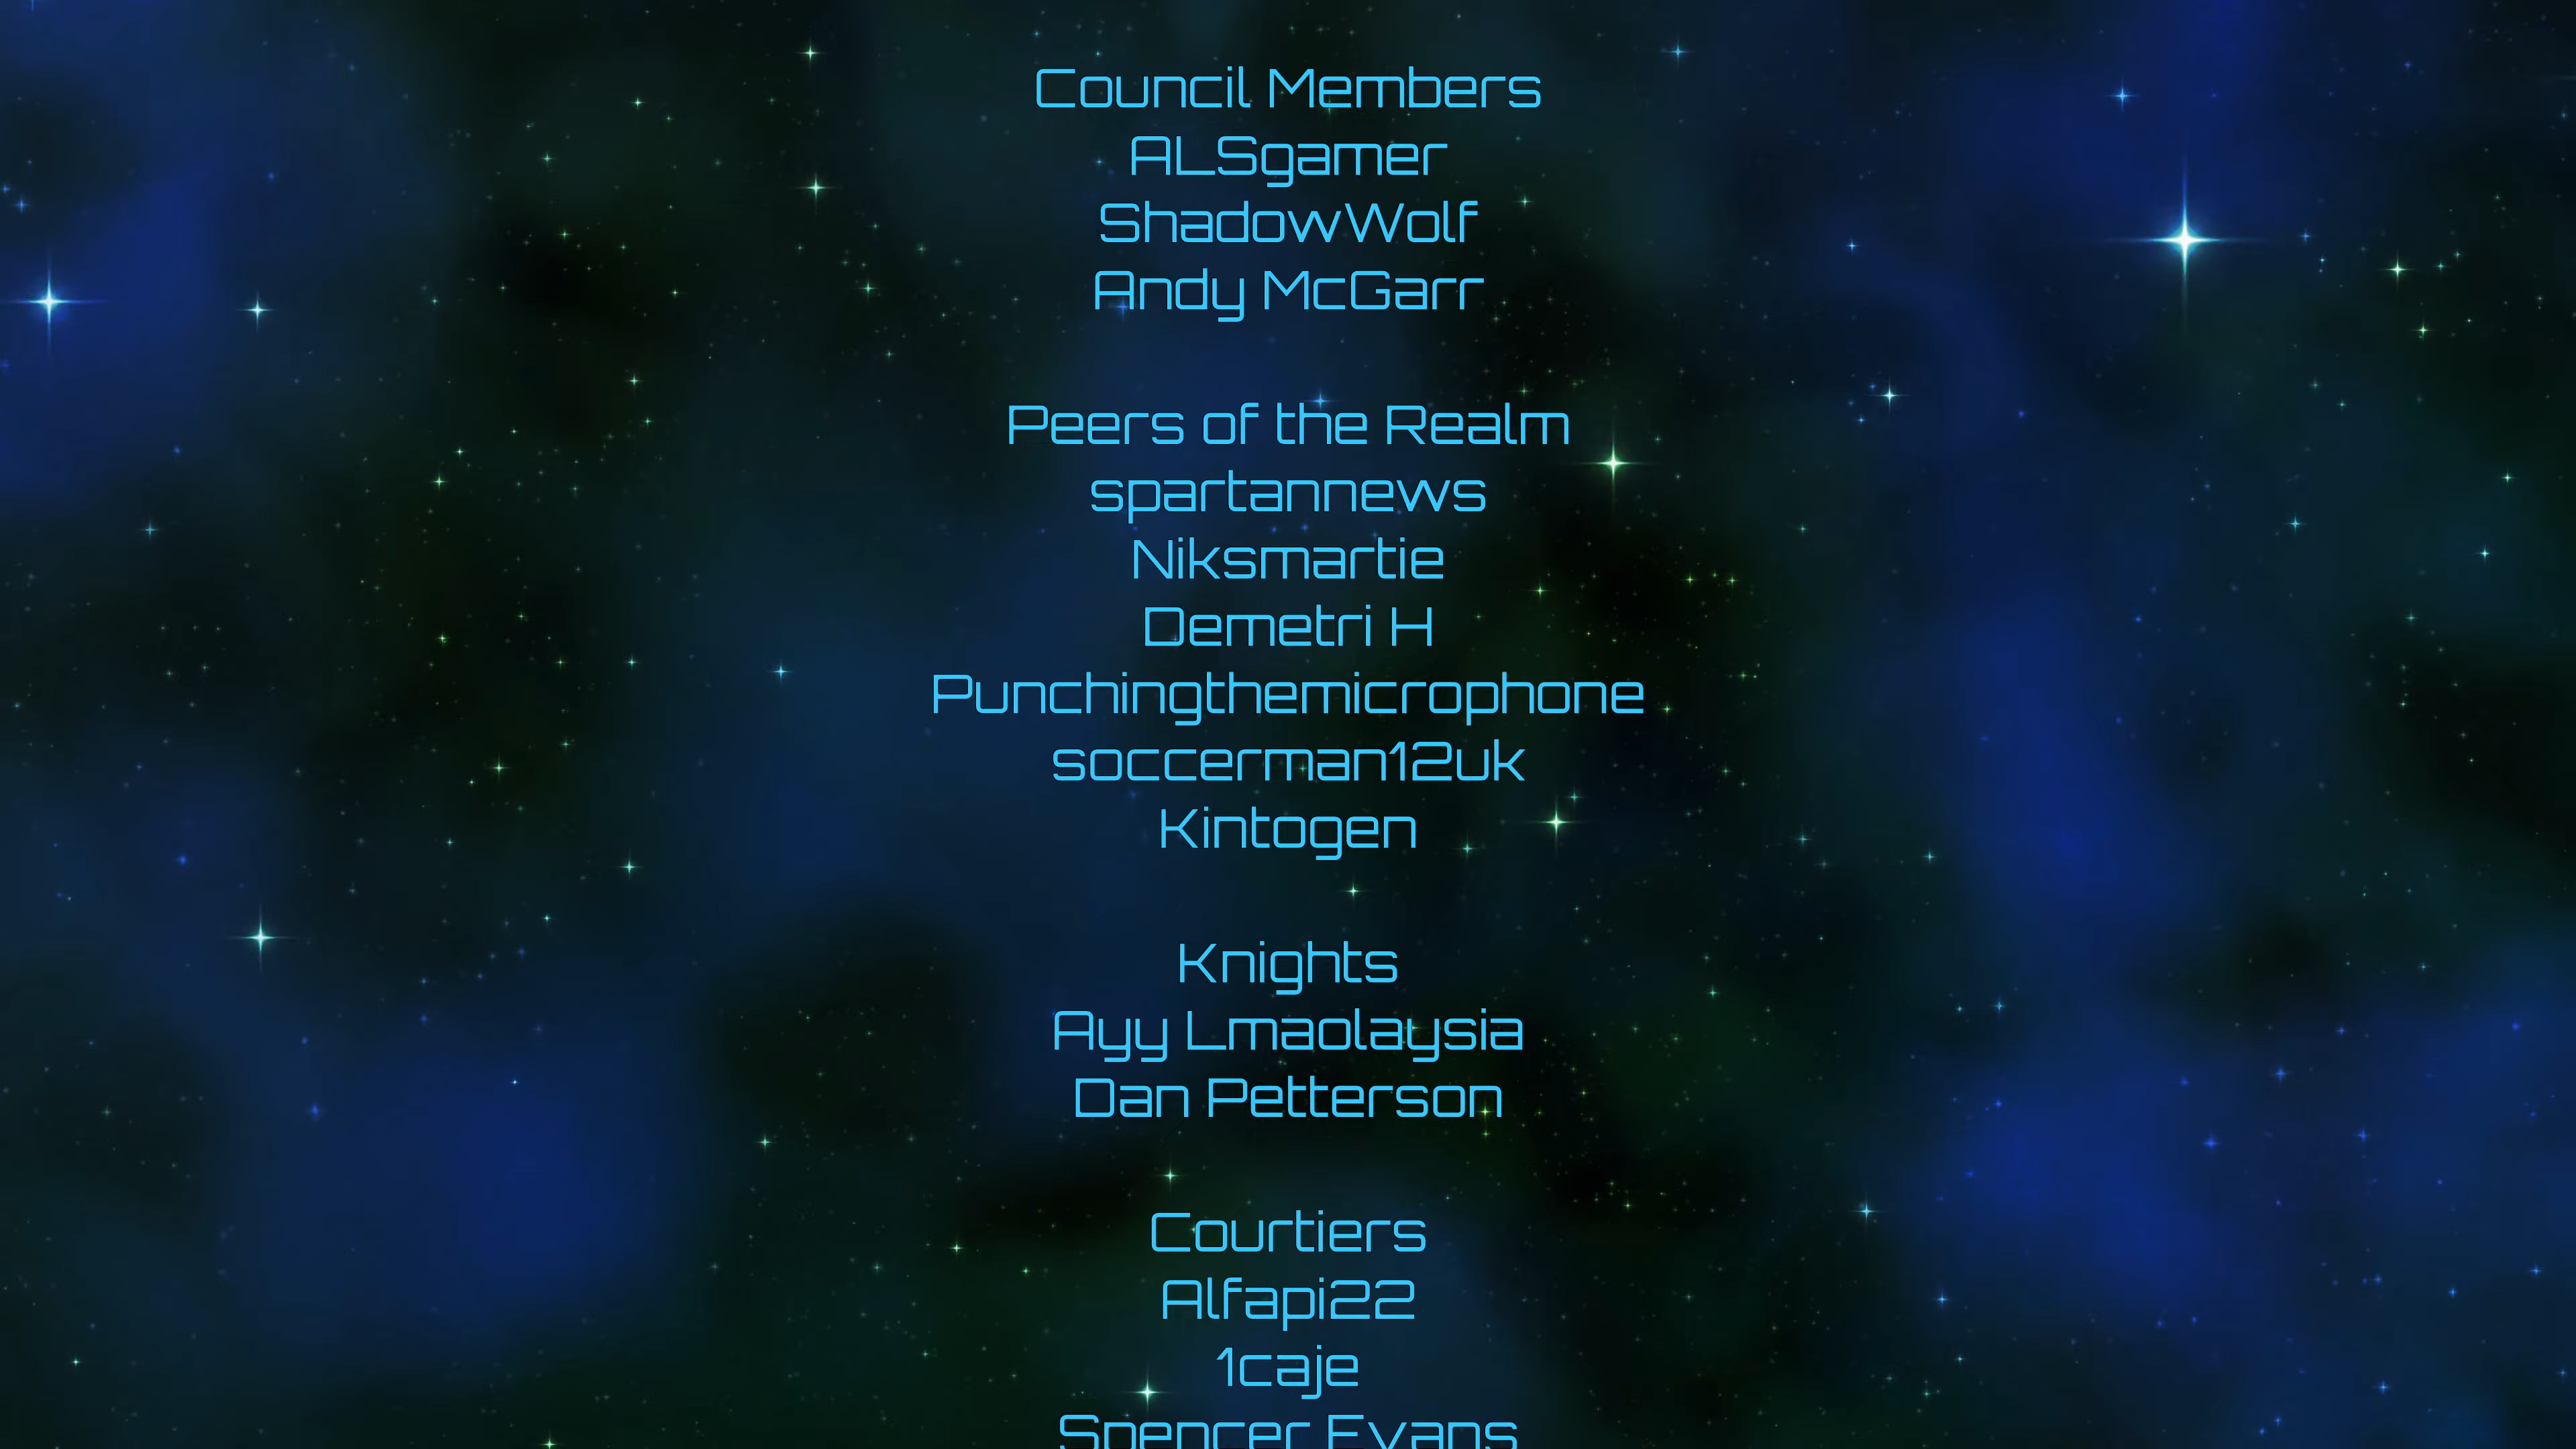 Council Members
ALSgamer
ShadowWolf
Andy McGarr
Peers of the Realm
spartannews
Niksmartie
Demetri H
Punchingthemicrophone
soccerman12uk
Kintogen
Knights
Ayy Lmaolaysia
Dan Petterson
Courtiers
Alfapi22
1caje
Spencer Evans